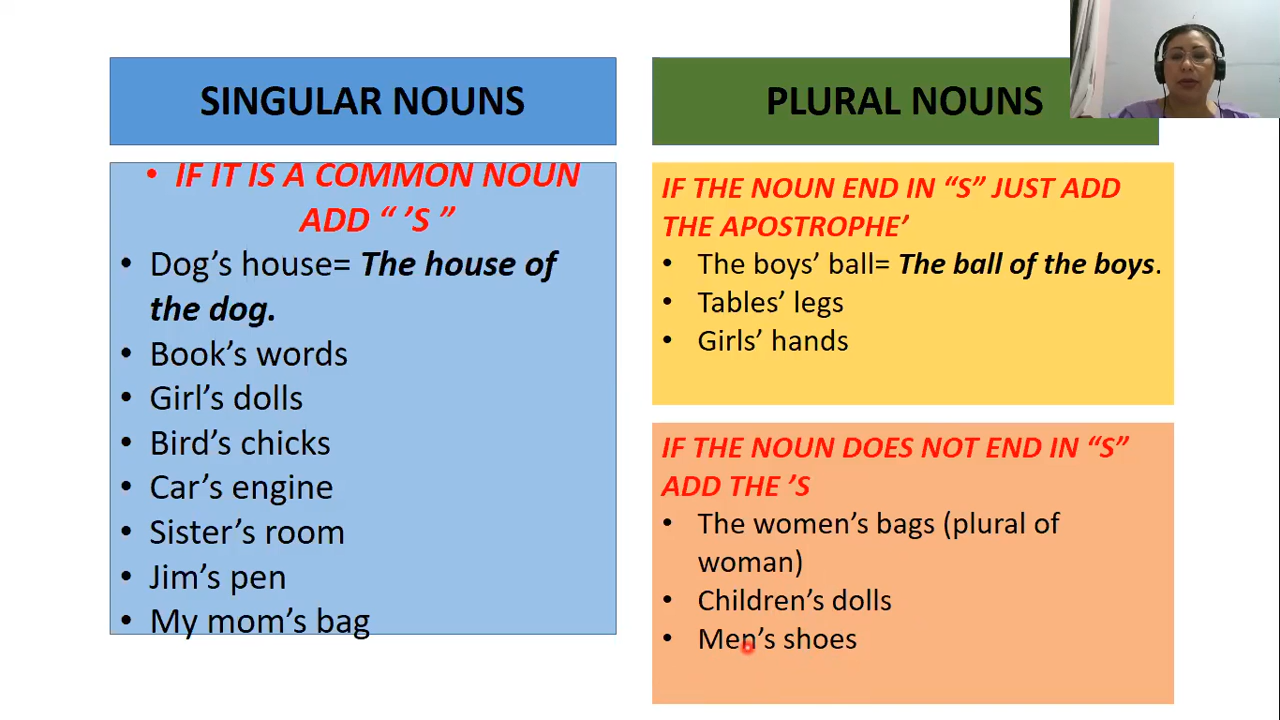 SINGULAR NOUNS
• IF IT IS A COMMON NOUN
ADD “ ’S ”
• Dog’s house= The house of
the dog.
• Book’s words
• Girl’s dolls
• Bird’s chicks
• Car’s engine
• Sister’s room
• Jim’s pen
• My mom’s bag
PLURAL NOUNS
IF THE NOUN END IN “S” JUST ADD
THE APOSTROPHE’
• The boys’ ball= The ball of the boys.
• Tables’ legs
• Girls’ hands
IF THE NOUN DOES NOT END IN “S”
ADD THE ’S
• The women’s bags (plural of
woman)
• Children’s dolls
• Men’s shoes